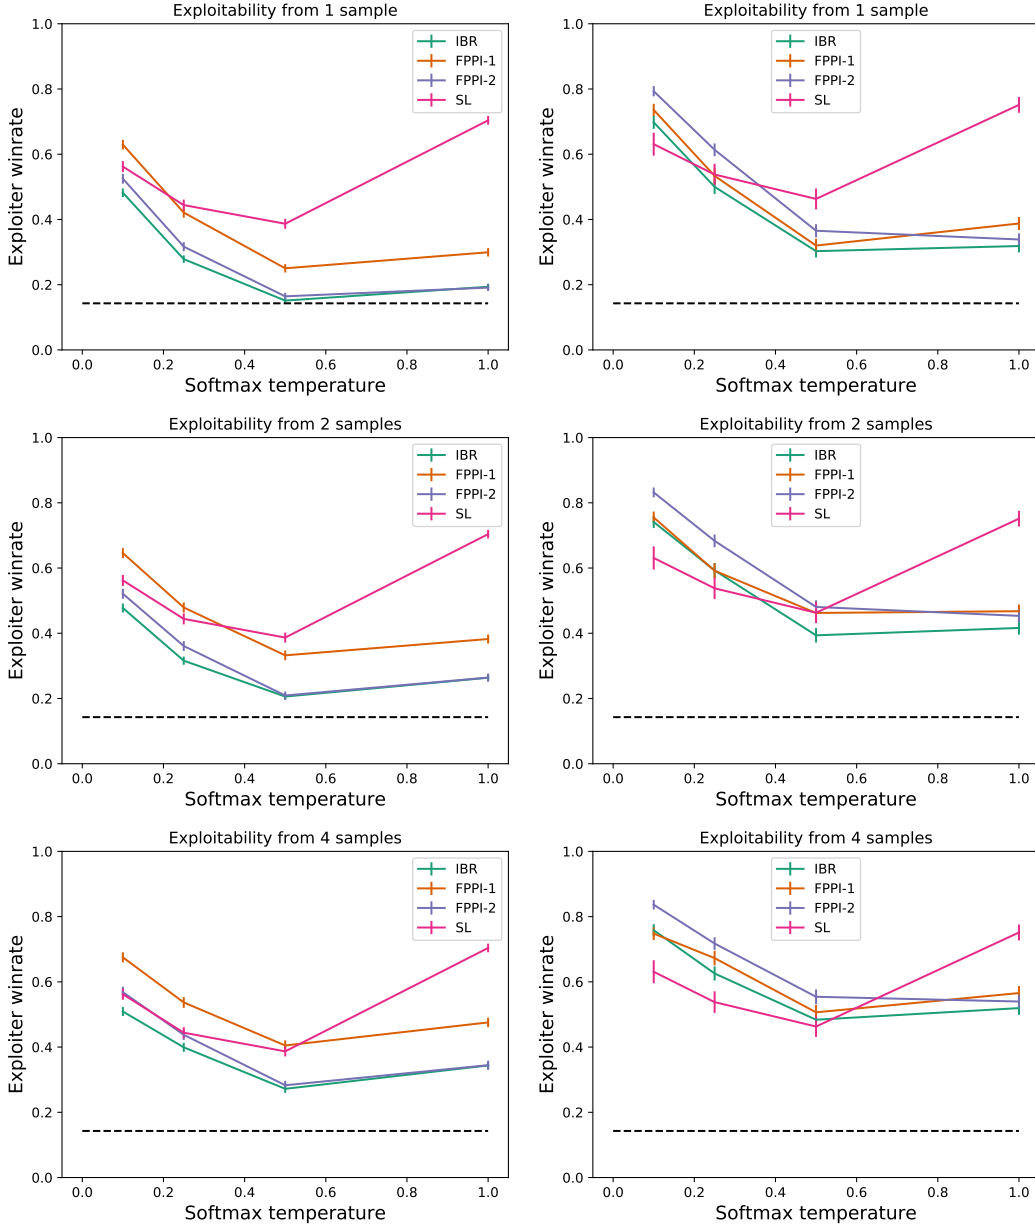 Exploitability from 1 sample
Exploiter winrate
1.0
0.8
0.6
0.4
0.2
0.0
IBR
FPPI-1
FPPI-2
SL
0.0 0.2 0.4 0.6 0.8 1.0
Softmax temperature
Exploitability from 1 sample
Exploiter winrate
1.0
0.8
0.6
0.4
0.2
0.0
IBR
FPPI-1
FPPI-2
SL
0.0 0.2 0.4 0.6 0.8 1.0
Softmax temperature
Exploitability from 2 samples
Exploiter winrate
1.0
0.8
0.6
0.4
0.2
0.0
IBR
FPPI-1
FPPI-2
SL
0.0 0.2 0.4 0.6 0.8 1.0
Softmax temperature
Exploitability from 2 samples
Exploiter winrate
1.0
0.8
0.6
0.4
0.2
0.0
IBR
FPPI-1
FPPI-2
SL
0.0 0.2 0.4 0.6 0.8 1.0
Softmax temperature
Exploitability from 4 samples
Exploiter winrate
1.0
0.8
0.6
0.4
0.2
0.0
IBR
FPPI-1
FPPI-2
SL
0.0 0.2 0.4 0.6 0.8 1.0
Softmax temperature
Exploitability from 4 samples
Exploiter winrate
1.0
0.8
0.6
0.4
0.2
0.0
IBR
FPPI-1
FPPI-2
SL
0.0 0.2 0.4 0.6 0.8 1.0
Softmax temperature